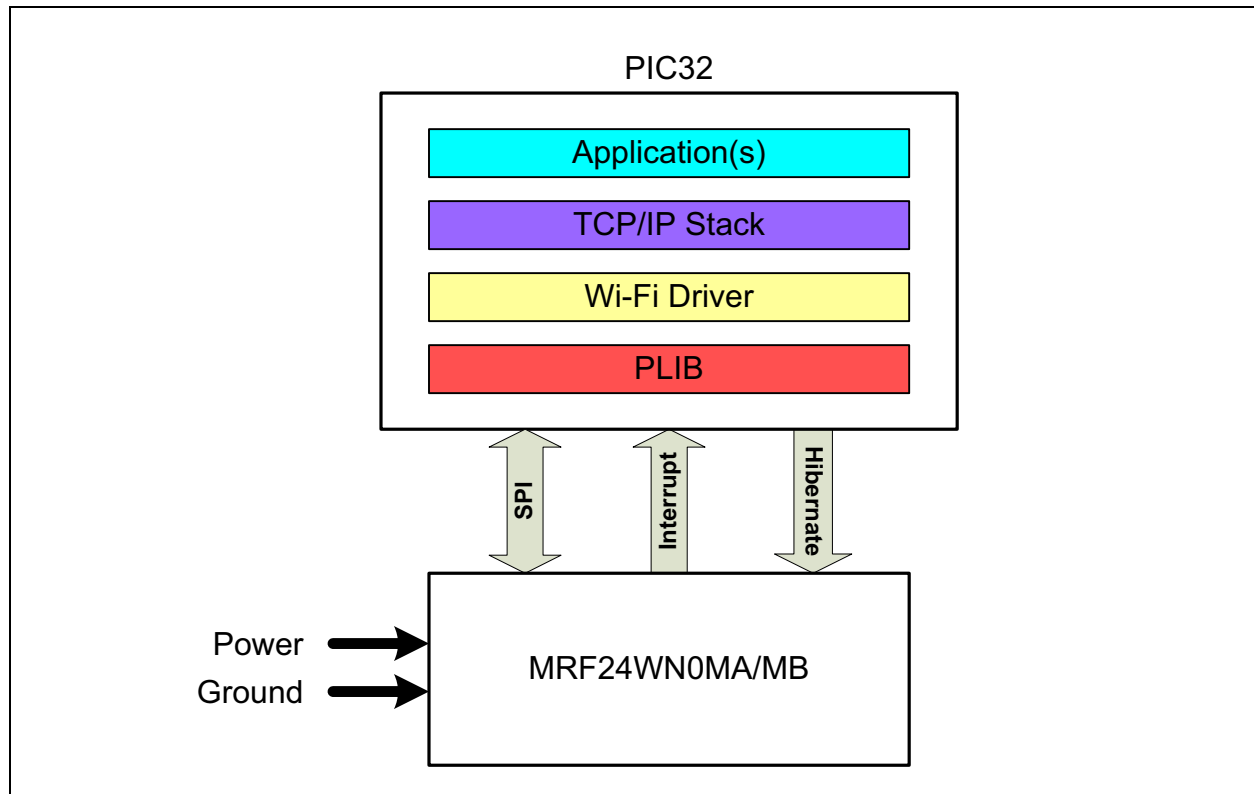 PIC32
Application(s)
TCP/IP Stack
Wi-Fi Driver
PLIB
SPI
Interrupt
Hibernate
Power
Ground
MRF24WN0MA/MB